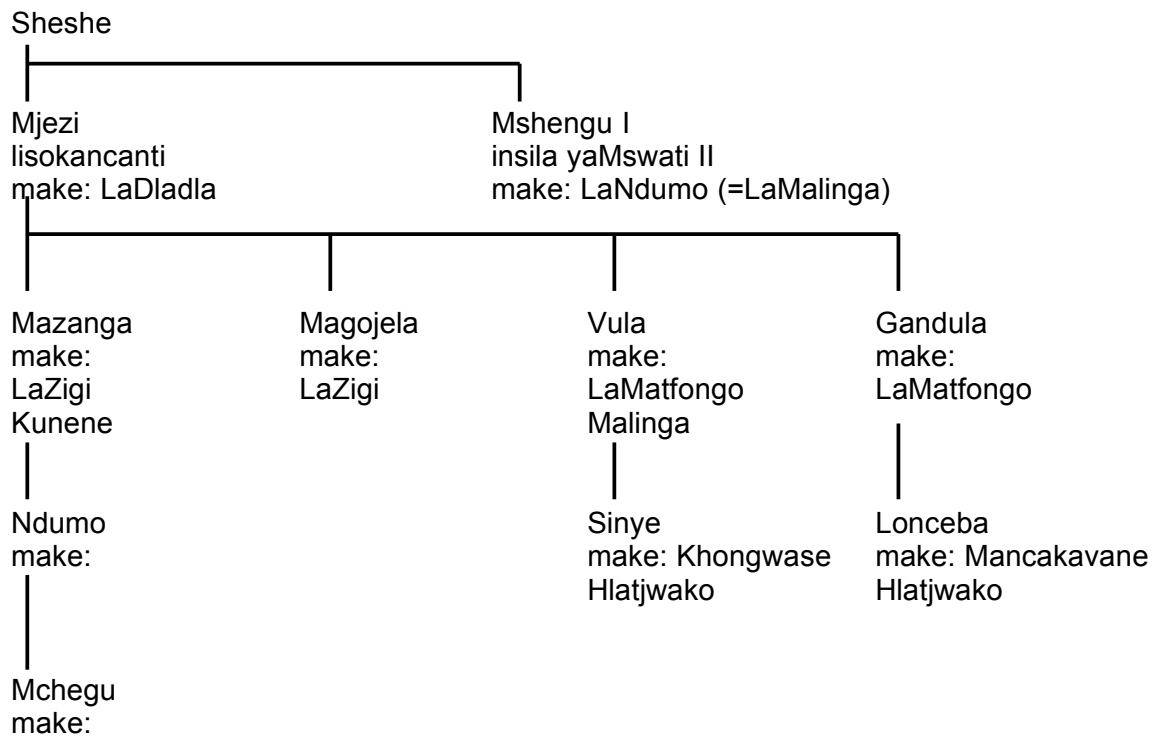 Sheshe
Mjezi
lisokancanti
make: LaDladla
Mshengu I
insila yaMswati II
make: LaNdumo (=LaMalinga)
Mazanga
make:
LaZigi
Kunene
Magojela
make:
LaZigi
Vula
make:
LaMatfongo
Malinga
Gandula
make:
LaMatfongo
Ndumo
make:
Sinye
make: Khongwase
Hlatjwako
Lonceba
make: Mancakavane
Hlatjwako
Mchegu
make: